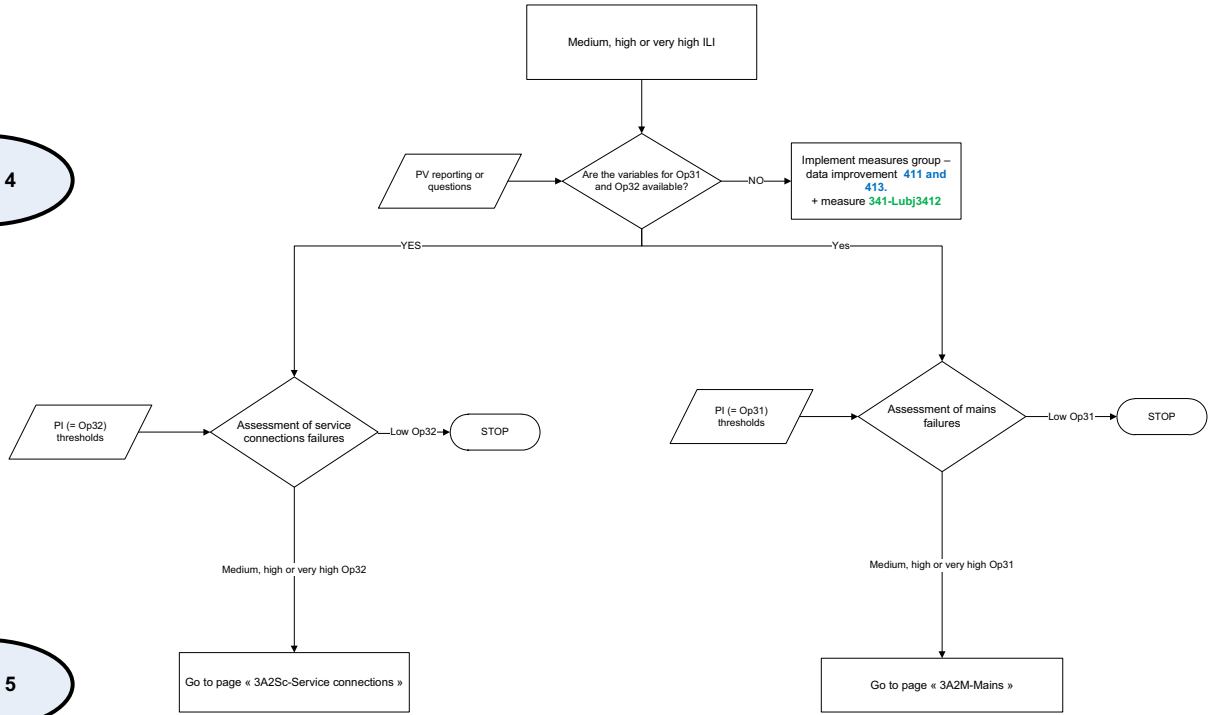 Medium, high or very high ILI
4
PV reporting or
questions
Are the variables for Op31
and Op32 available?
NO
Implement measures group –
data improvement 411 and
413.
+ measure 341-Lubj3412
YES
Yes
PI (= Op32)
thresholds
Assessment of service
connections failures
Low Op32
STOP
PI (= Op31)
thresholds
Assessment of mains
failures
Low Op31
STOP
Medium, high or very high Op32
Medium, high or very high Op31
5
Go to page « 3A2Sc-Service connections »
Go to page « 3A2M-Mains »